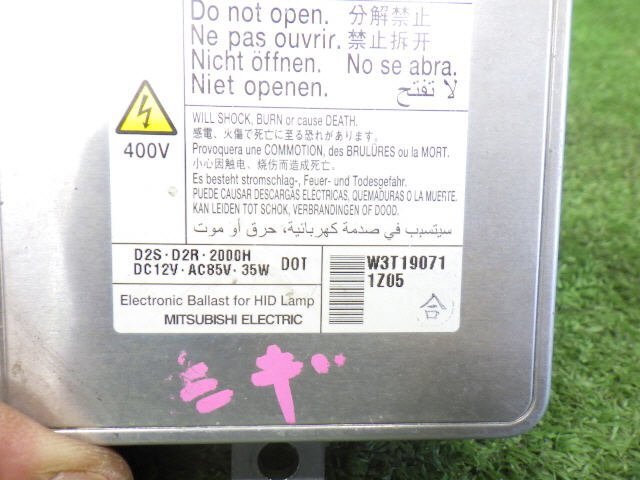 Do not open. 分解禁止
Ne pas ouvrir. 禁止拆开
Nicht öffnen. No se abra.
Niet openen. لا تفتح
400V
WILL SHOCK, BURN or cause DEATH.
感電、火傷で死亡に至る恐れがあります。
Provoquera une COMMOTION, des BRULÛRES ou la MORT.
小心因触电、烧伤而造成死亡。
Es besteht stromschlag-, Feuer- und Todesgefahr.
PUEDE CAUSAR DESCARGAS ELÉCTRICAS, QUEMADURAS O LA MUERTE.
KAN LEIDEN TOT SCHOK, VERBRANDINGEN OF DOOD.
سيتسبب في صدمة كهربائية، حرق أو موت
D2S·D2R·2000H
DC12V·AC85V·35W DOT
W3T19071
1Z05
Electronic Ballast for HID Lamp
MITSUBISHI ELECTRIC
合
ミギ